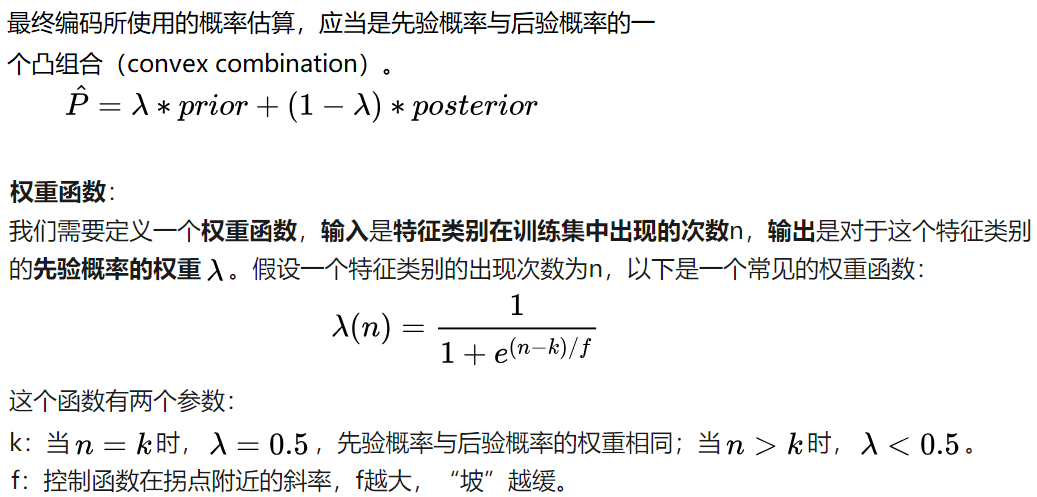 最终编码所使用的概率估算，应当是先验概率与后验概率的一
个凸组合（convex combination）。
P̂ = λ * prior + (1 − λ) * posterior
权重函数：
我们需要定义一个权重函数，输入是特征类别在训练集中出现的次数n，输出是对于这个特征类别
的先验概率的权重 λ 。假设一个特征类别的出现次数为n，以下是一个常见的权重函数：
λ(n) = 1 / (1 + e^{(n−k)/f})
这个函数有两个参数：
k：当 n = k 时， λ = 0.5 ，先验概率与后验概率的权重相同；当 n > k 时， λ < 0.5 。
f：控制函数在拐点附近的斜率，f越大，“坡”越缓。